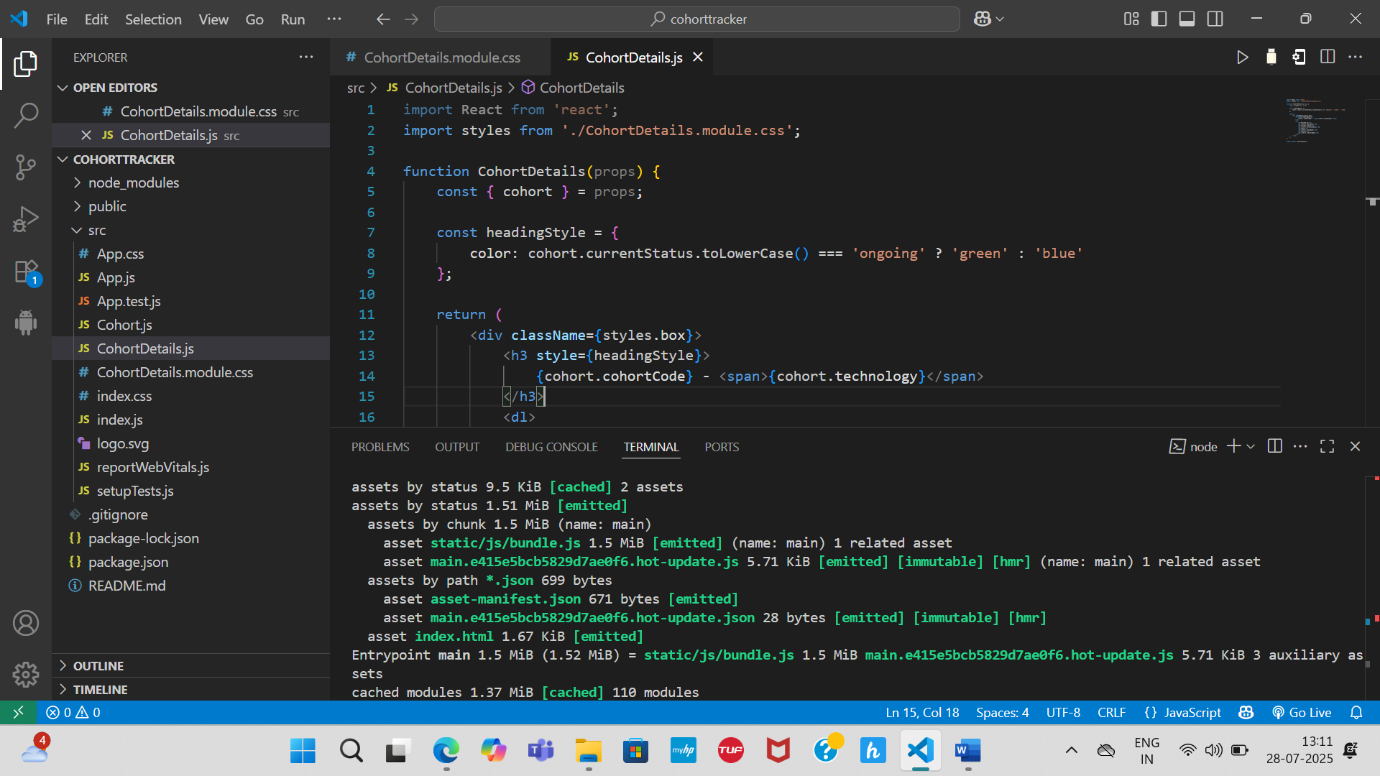 File Edit Selection View Go Run ··· cohorttracker
EXPLORER ···
OPEN EDITORS
CohortDetails.module.css src
JS CohortDetails.js src
COHORTTRACKER
node_modules
public
src
# App.css
JS App.js
JS App.test.js
JS Cohort.js
JS CohortDetails.js
# CohortDetails.module.css
# index.css
JS index.js
logo.svg
JS reportWebVitals.js
JS setupTests.js
.gitignore
{} package-lock.json
{} package.json
README.md
OUTLINE
TIMELINE
1
# CohortDetails.module.css JS CohortDetails.js
src > JS CohortDetails.js > CohortDetails
1 import React from 'react';
2 import styles from './CohortDetails.module.css';
3
4 function CohortDetails(props) {
5 const { cohort } = props;
6
7 const headingStyle = {
8 color: cohort.currentStatus.toLowerCase() === 'ongoing' ? 'green' : 'blue'
9 };
10
11 return (
12 <div className={styles.box}>
13 <h3 style={headingStyle}>
14 {cohort.cohortCode} - <span>{cohort.technology}</span>
15 </h3>
16 <dl>
PROBLEMS OUTPUT DEBUG CONSOLE TERMINAL PORTS node
assets by status 9.5 KiB [cached] 2 assets
assets by status 1.51 MiB [emitted]
assets by chunk 1.5 MiB (name: main)
asset static/js/bundle.js 1.5 MiB [emitted] (name: main) 1 related asset
asset main.e415e5bcb5829d7ae0f6.hot-update.js 5.71 KiB [emitted] [immutable] [hmr] (name: main) 1 related asset
assets by path *.json 699 bytes
asset asset-manifest.json 671 bytes [emitted]
asset main.e415e5bcb5829d7ae0f6.hot-update.json 28 bytes [emitted] [immutable] [hmr]
asset index.html 1.67 KiB [emitted]
Entrypoint main 1.5 MiB (1.52 MiB) = static/js/bundle.js 1.5 MiB main.e415e5bcb5829d7ae0f6.hot-update.js 5.71 KiB 3 auxiliary as
sets
cached modules 1.37 MiB [cached] 110 modules
0 0 Ln 15, Col 18 Spaces: 4 UTF-8 CRLF {} JavaScript Go Live
4 myhp TUF h W ENG
IN
13:11
28-07-2025